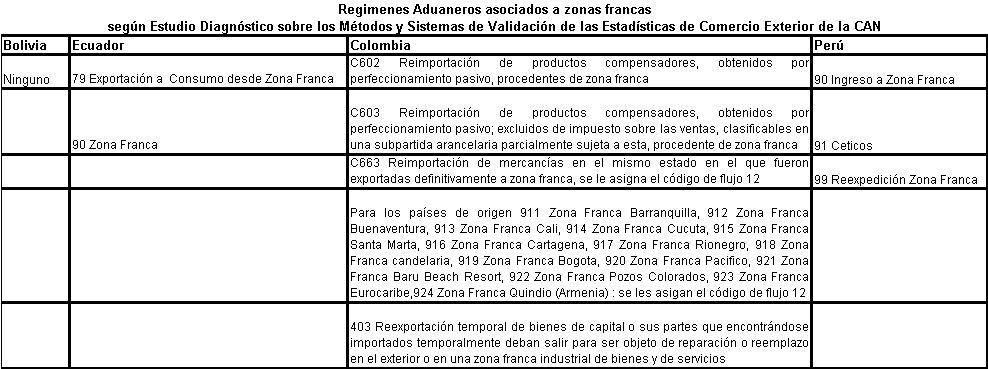 Regimenes Aduaneros asociados a zonas francas
según Estudio Diagnóstico sobre los Métodos y Sistemas de Validación de las Estadísticas de Comercio Exterior de la CAN
Bolivia Ecuador Colombia Perú
Ninguno
79 Exportación a Consumo desde Zona Franca
C602 Reimportación de productos compensadores, obtenidos por
perfeccionamiento pasivo, procedentes de zona franca
90 Ingreso a Zona Franca
90 Zona Franca
C603 Reimportación de productos compensadores, obtenidos por
perfeccionamiento pasivo; excluidos de impuesto sobre las ventas, clasificables en
una subpartida arancelaria parcialmente sujeta a esta, procedente de zona franca
91 Ceticos
C663 Reimportación de mercancías en el mismo estado en el que fueron
exportadas definitivamente a zona franca, se le asigna el código de flujo 12
99 Reexpedición Zona Franca
Para los países de origen 911 Zona Franca Barranquilla, 912 Zona Franca
Buenaventura, 913 Zona Franca Cali, 914 Zona Franca Cucuta, 915 Zona Franca
Santa Marta, 916 Zona Franca Cartagena, 917 Zona Franca Rionegro, 918 Zona
Franca candelaria, 919 Zona Franca Bogota, 920 Zona Franca Pacifico, 921 Zona
Franca Baru Beach Resort, 922 Zona Franca Pozos Colorados, 923 Zona Franca
Eurocaribe,924 Zona Franca Quindio (Armenia) : se les asigan el código de flujo 12
403 Reexportación temporal de bienes de capital o sus partes que encontrándose
importados temporalmente deban salir para ser objeto de reparación o reemplazo
en el exterior o en una zona franca industrial de bienes y de servicios